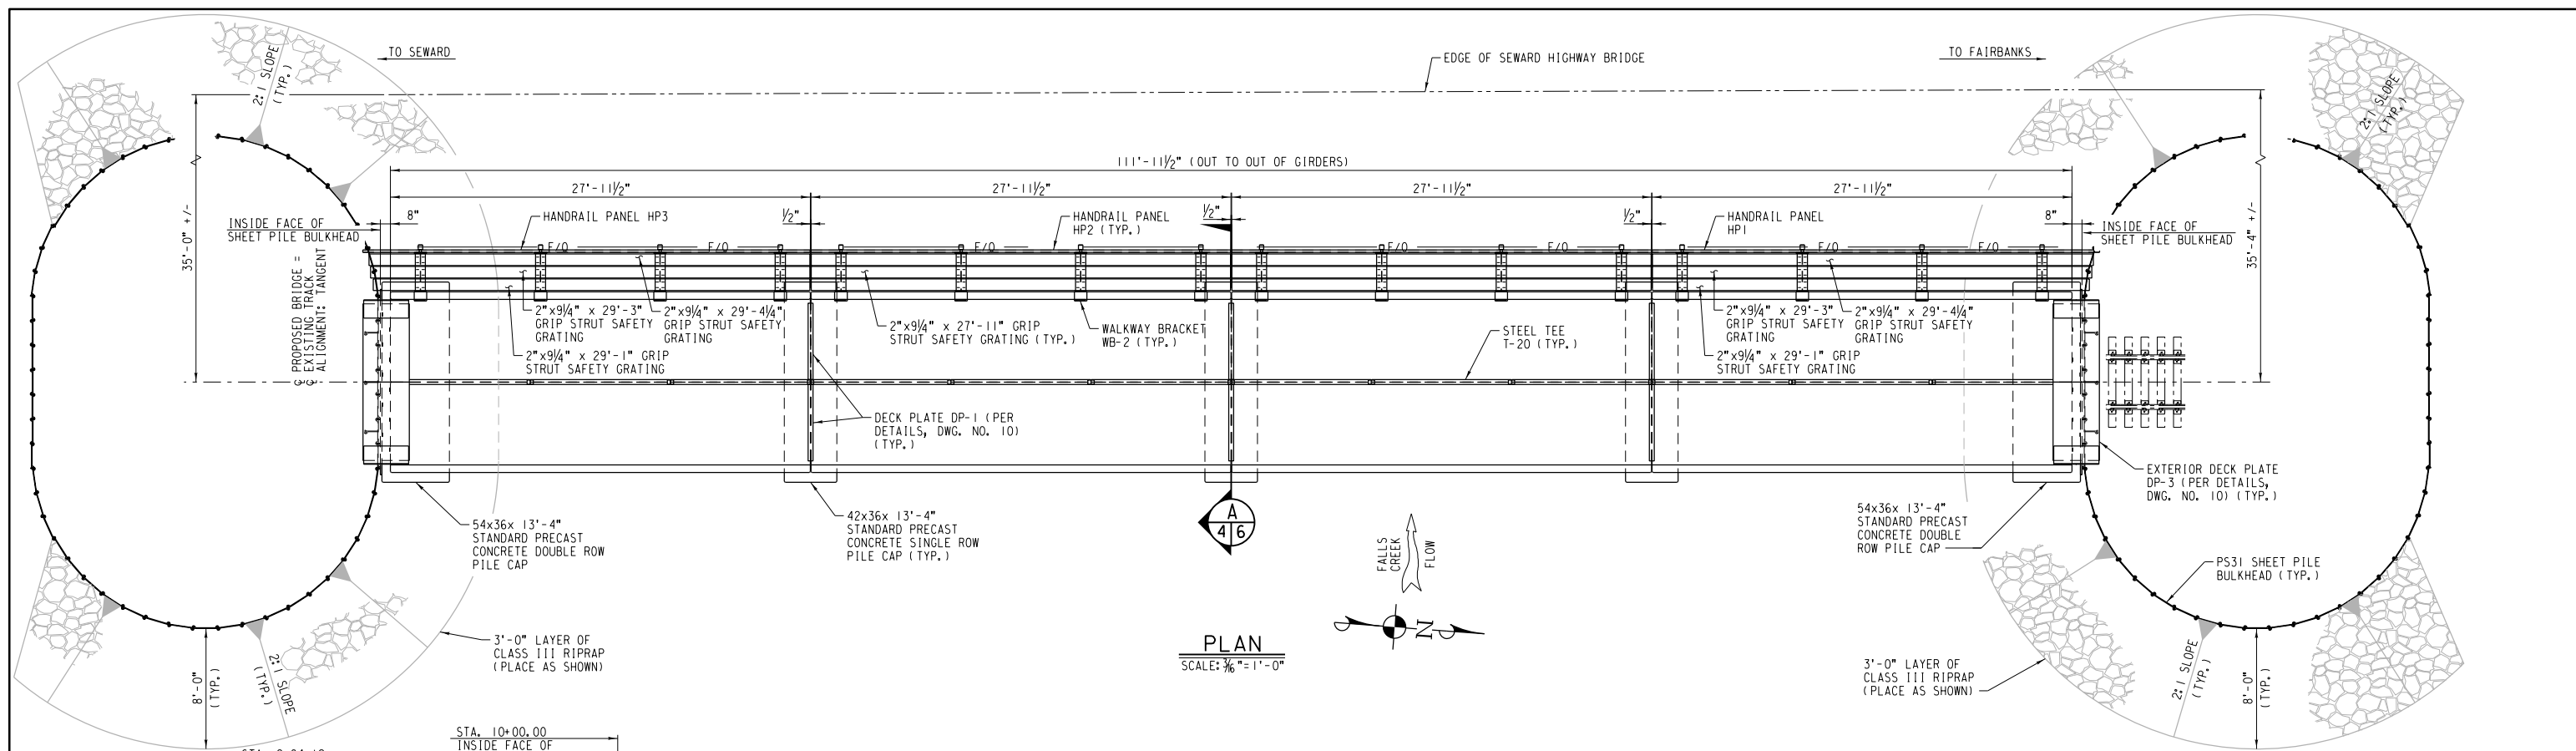 TO SEWARD
EDGE OF SEWARD HIGHWAY BRIDGE
TO FAIRBANKS
2:1 SLOPE
(TYP.)
2:1 SLOPE
(TYP.)
111'-11½" (OUT TO OUT OF GIRDERS)
27'-11½"
27'-11½"
27'-11½"
27'-11½"
35'-0" +/-
INSIDE FACE OF
SHEET PILE BULKHEAD
8"
HANDRAIL PANEL HP3
½"
HANDRAIL PANEL
HP2 (TYP.)
½"
½"
HANDRAIL PANEL
HP1
8"
INSIDE FACE OF
SHEET PILE BULKHEAD
35'-4" +/-
E/O
E/O
E/O
E/O
E/O
E/O
E/O
℄ PROPOSED BRIDGE =
℄ EXISTING TRACK
ALIGNMENT: TANGENT
2"x9¼" x 29'-3"
GRIP STRUT SAFETY
GRATING
2"x9¼" x 29'-4¼"
GRIP STRUT SAFETY
GRATING
2"x9¼" x 29'-1" GRIP
STRUT SAFETY GRATING
2"x9¼" x 27'-11" GRIP
STRUT SAFETY GRATING (TYP.)
WALKWAY BRACKET
WB-2 (TYP.)
STEEL TEE
T-20 (TYP.)
2"x9¼" x 29'-3"
GRIP STRUT SAFETY
GRATING
2"x9¼" x 29'-4¼"
GRIP STRUT SAFETY
GRATING
2"x9¼" x 29'-1" GRIP
STRUT SAFETY GRATING
DECK PLATE DP-1 (PER
DETAILS, DWG. NO. 10)
(TYP.)
EXTERIOR DECK PLATE
DP-3 (PER DETAILS,
DWG. NO. 10) (TYP.)
54x36x 13'-4"
STANDARD PRECAST
CONCRETE DOUBLE ROW
PILE CAP
42x36x 13'-4"
STANDARD PRECAST
CONCRETE SINGLE ROW
PILE CAP (TYP.)
A
4 6
FALLS
CREEK
FLOW
54x36x 13'-4"
STANDARD PRECAST
CONCRETE DOUBLE
ROW PILE CAP
PS31 SHEET PILE
BULKHEAD (TYP.)
3'-0" LAYER OF
CLASS III RIPRAP
(PLACE AS SHOWN)
8'-0"
(TYP.)
2:1 SLOPE
(TYP.)
PLAN
SCALE: 3⁄16"=1'-0"
N
3'-0" LAYER OF
CLASS III RIPRAP
(PLACE AS SHOWN)
2:1 SLOPE
(TYP.)
8'-0"
(TYP.)
STA. 10+00.00
INSIDE FACE OF